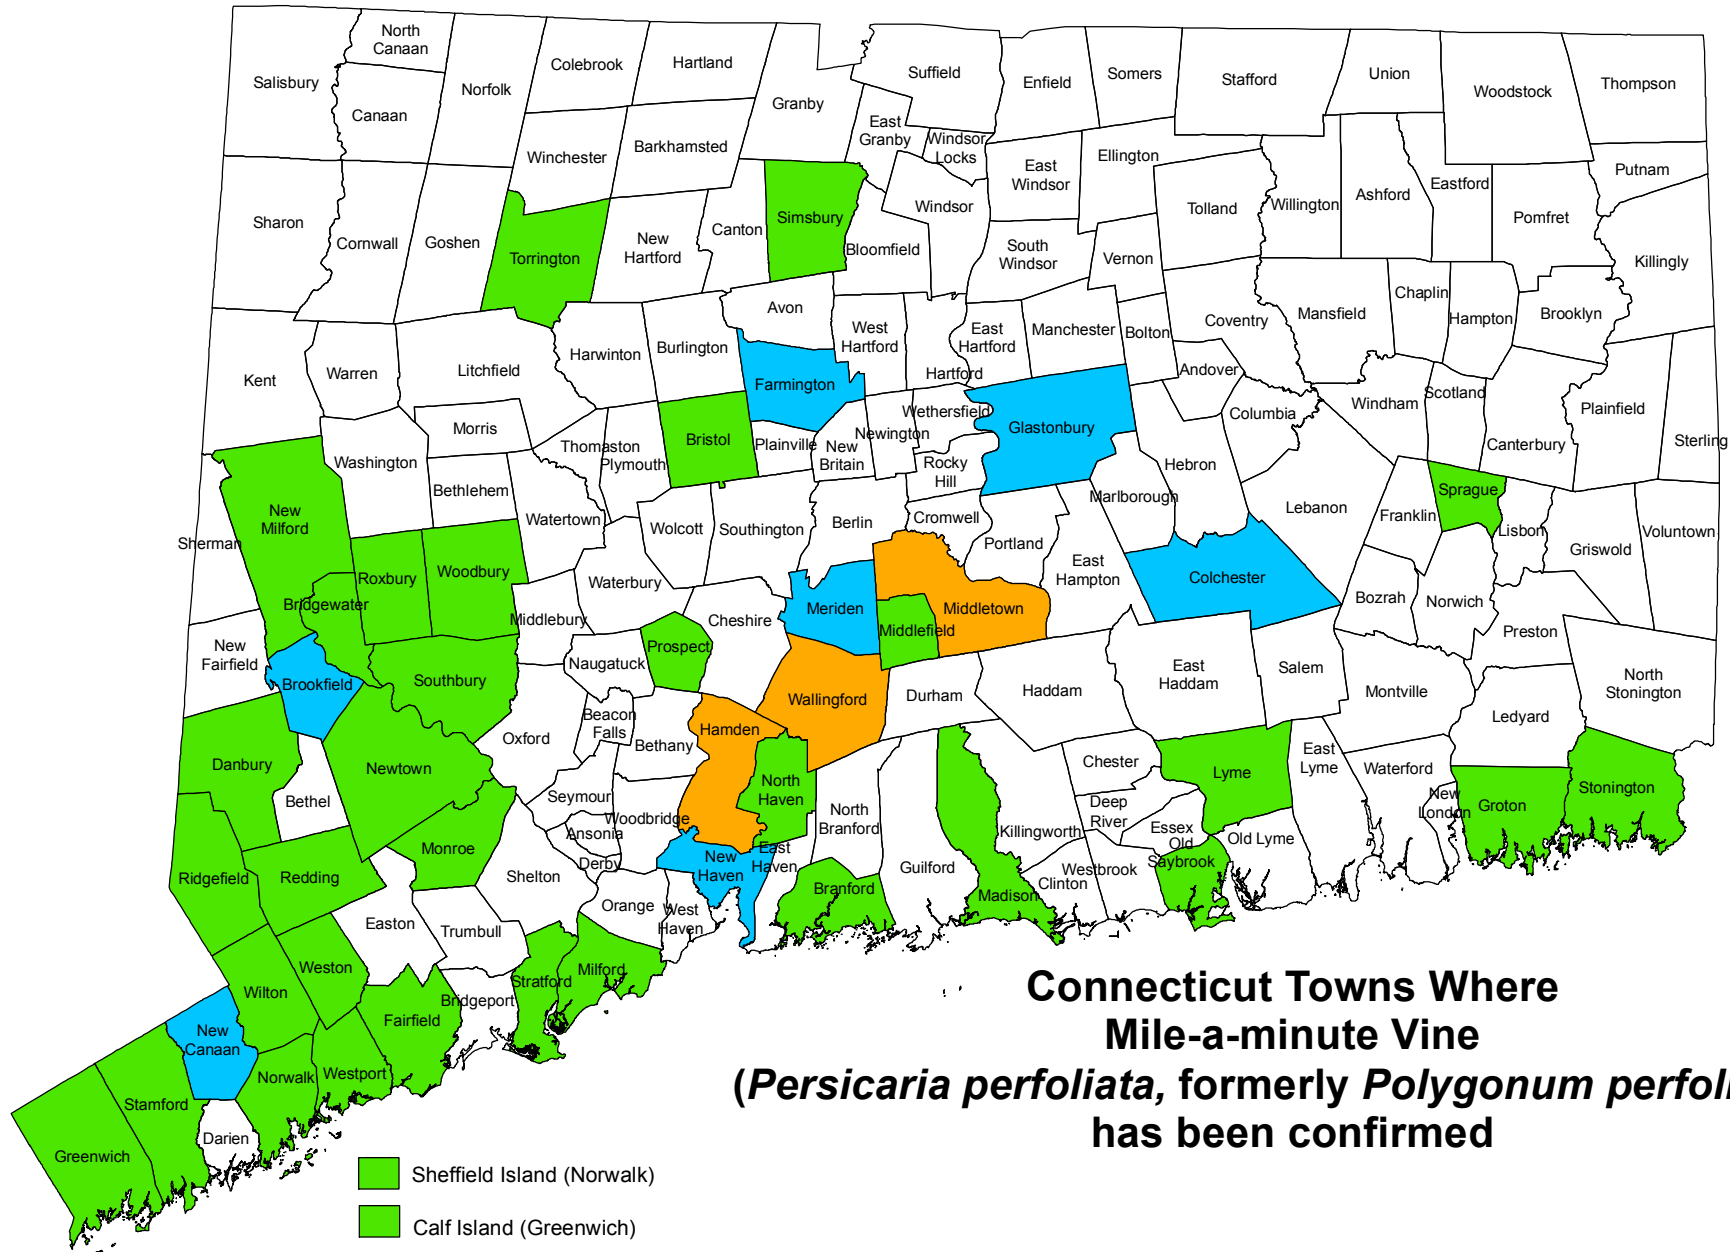 North
Canaan
Salisbury
Canaan
Norfolk
Colebrook
Hartland
Granby
Suffield
Enfield
Somers
Stafford
Union
Woodstock
Thompson
East
Granby
Windsor
Locks
Winchester
Barkhamsted
East
Windsor
Ellington
Putnam
Sharon
Cornwall
Goshen
Torrington
New
Hartford
Canton
Simsbury
Bloomfield
Windsor
South
Windsor
Vernon
Tolland
Willington
Ashford
Eastford
Pomfret
Killingly
Avon
West
Hartford
Hartford
East
Hartford
Manchester
Bolton
Coventry
Mansfield
Chaplin
Hampton
Brooklyn
Kent
Warren
Litchfield
Harwinton
Burlington
Farmington
Andover
Columbia
Windham
Scotland
Canterbury
Plainfield
Sterling
Morris
Washington
Thomaston
Plymouth
Bristol
Plainville
New
Britain
Newington
Wethersfield
Rocky
Hill
Glastonbury
Hebron
Marlborough
Lebanon
Franklin
Sprague
Lisbon
Griswold
Voluntown
New
Milford
Sherman
Bethlehem
Watertown
Wolcott
Southington
Berlin
Cromwell
Portland
East
Hampton
Colchester
Bozrah
Norwich
Preston
Roxbury
Woodbury
Bridgewater
Waterbury
Middlebury
Cheshire
Meriden
Middletown
Middlefield
New
Fairfield
Brookfield
Southbury
Naugatuck
Prospect
Wallingford
Durham
Haddam
East
Haddam
Salem
Montville
Ledyard
North
Stonington
Danbury
Bethel
Newtown
Oxford
Beacon
Falls
Bethany
Hamden
North
Haven
Seymour
Woodbridge
Ansonia
Derby
North
Branford
Guilford
Killingworth
Chester
Deep
River
Essex
Lyme
East
Lyme
Waterford
New
London
Groton
Stonington
Ridgefield
Redding
Monroe
Shelton
New
Haven
East
Haven
Branford
Madison
Clinton
Westbrook
Old
Saybrook
Old Lyme
Easton
Trumbull
Orange
West
Haven
Wilton
Weston
Fairfield
Bridgeport
Stratford
Milford
New
Canaan
Norwalk
Westport
Stamford
Darien
Greenwich
Connecticut Towns Where
Mile-a-minute Vine
(Persicaria perfoliata, formerly Polygonum perfoli
has been confirmed
Sheffield Island (Norwalk)
Calf Island (Greenwich)